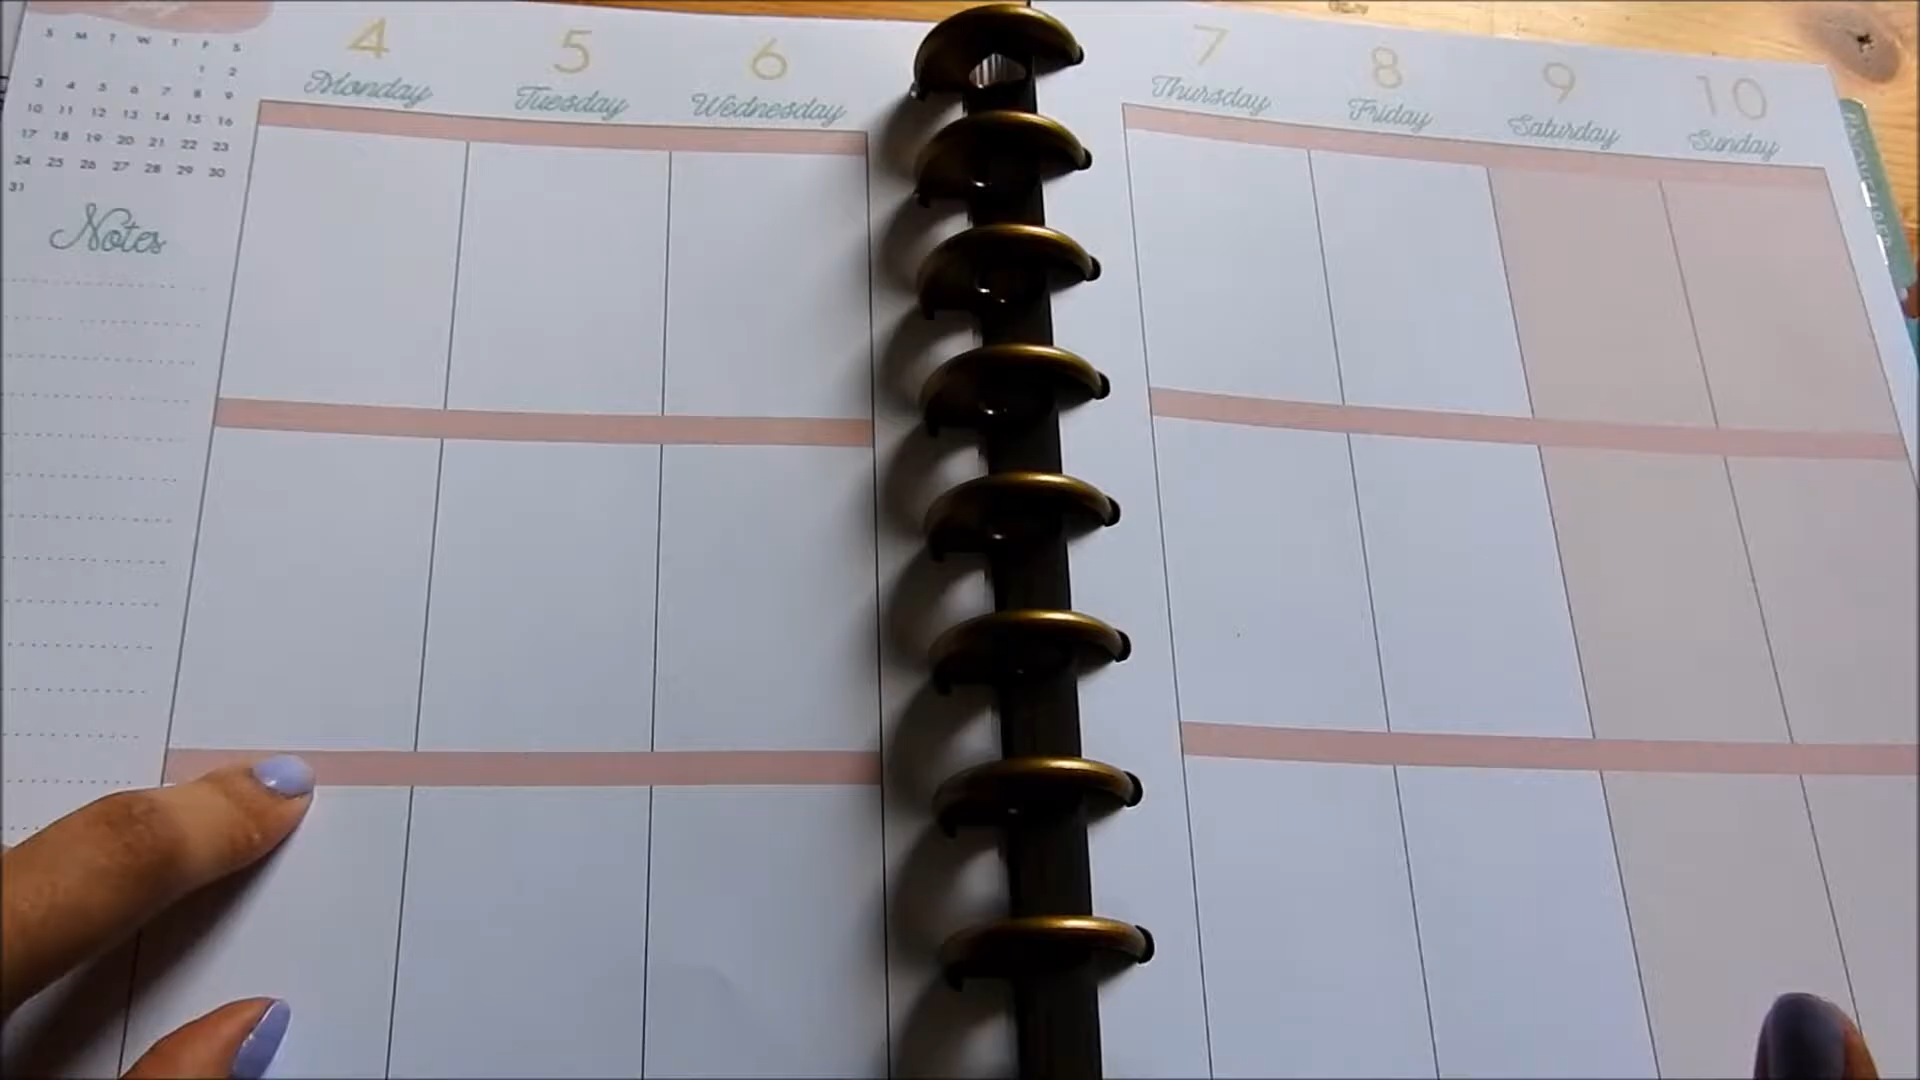 S M T W T F S
1 2
3 4 5 6 7 8 9
10 11 12 13 14 15 16
17 18 19 20 21 22 23
24 25 26 27 28 29 30
31
Notes
4 5 6
Monday Tuesday Wednesday
7 8 9 10
Thursday Friday Saturday Sunday
NOVEMBER